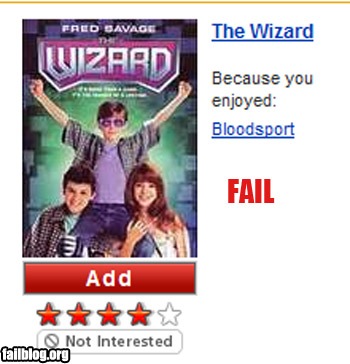 FRED SAVAGE
THE
WIZARD
The Wizard
Because you
enjoyed:
Bloodsport
FAIL
Add
Not Interested
failblog.org